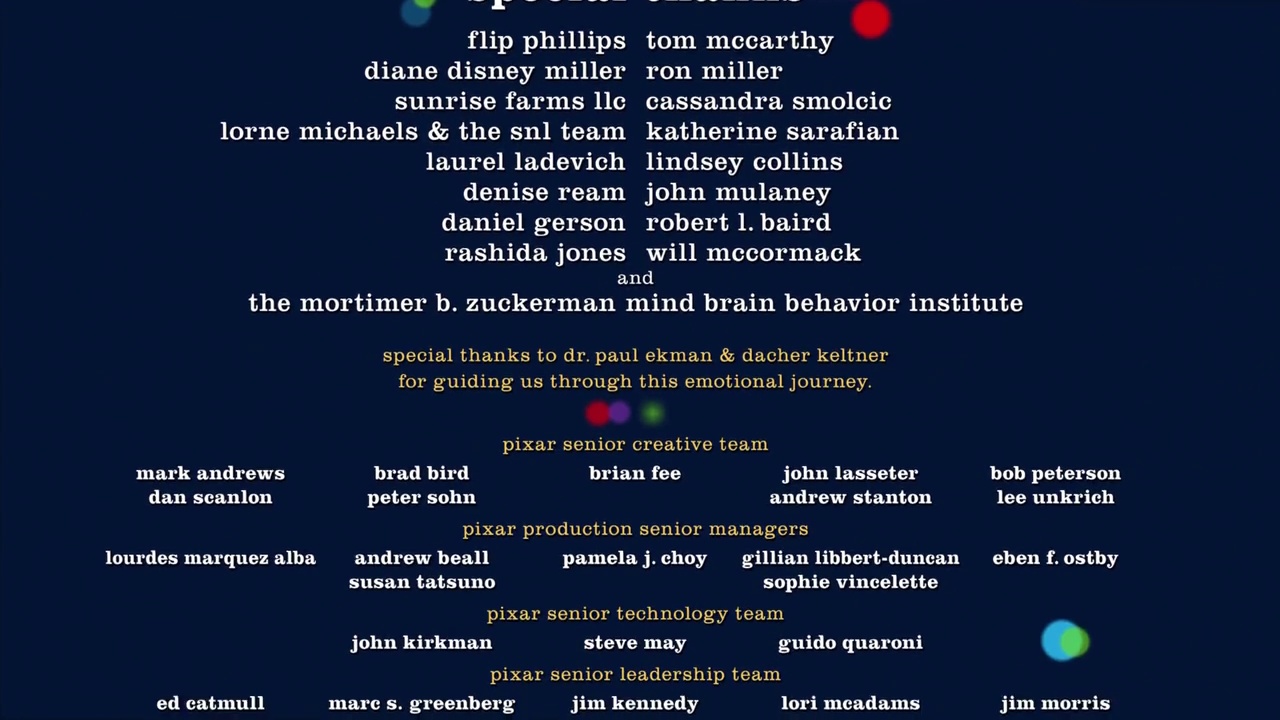 special thanks
flip phillips tom mccarthy
diane disney miller ron miller
sunrise farms llc cassandra smolcic
lorne michaels & the snl team katherine sarafian
laurel ladevich lindsey collins
denise ream john mulaney
daniel gerson robert l. baird
rashida jones will mccormack
and
the mortimer b. zuckerman mind brain behavior institute
special thanks to dr. paul ekman & dacher keltner
for guiding us through this emotional journey.
pixar senior creative team
mark andrews brad bird brian fee john lasseter bob peterson
dan scanlon peter sohn andrew stanton lee unkrich
pixar production senior managers
lourdes marquez alba andrew beall pamela j. choy gillian libbert-duncan eben f. ostby
susan tatsuno sophie vincelette
pixar senior technology team
john kirkman steve may guido quaroni
pixar senior leadership team
ed catmull marc s. greenberg jim kennedy lori mcadams jim morris